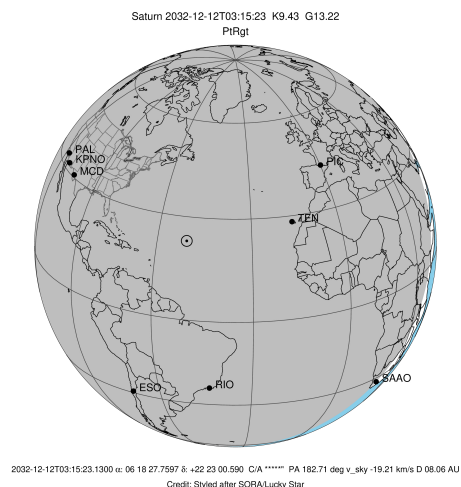 Saturn 2032-12-12T03:15:23 K9.43 G13.22
PtRgt
PAL
KPNO
MCD
PIC
TEN
ESO
RIO
SAAO
2032-12-12T03:15:23.1300 α: 06 18 27.7597 δ: +22 23 00.590 C/A *****" PA 182.71 deg v_sky -19.21 km/s D 08.06 AU
Credit: Styled after SORA/Lucky Star